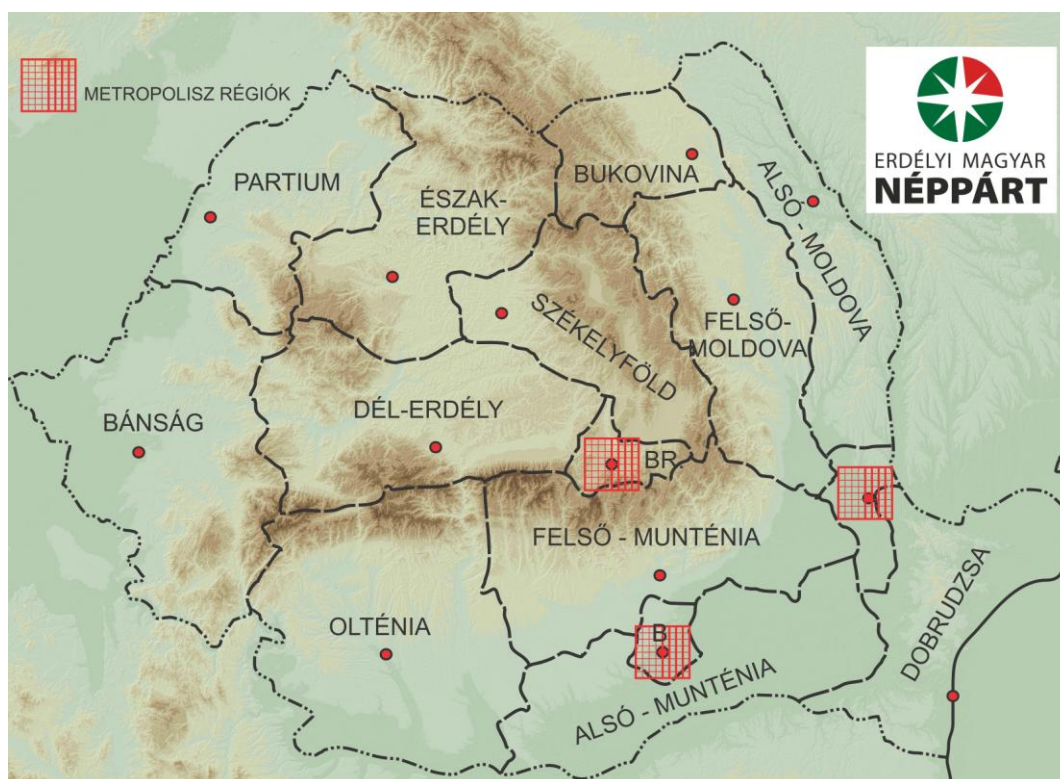 METROPOLISZ RÉGIÓK
ERDÉLYI MAGYAR
NÉPPÁRT
PARTIUM
ÉSZAK-
ERDÉLY
BUKOVINA
ALSÓ - MOLDOVA
SZÉKELYFÖLD
FELSŐ-
MOLDOVA
BÁNSÁG
DÉL-ERDÉLY
BR
FELSŐ - MUNTÉNIA
OLTÉNIA
B
ALSÓ - MUNTÉNIA
DOBRUDZSA